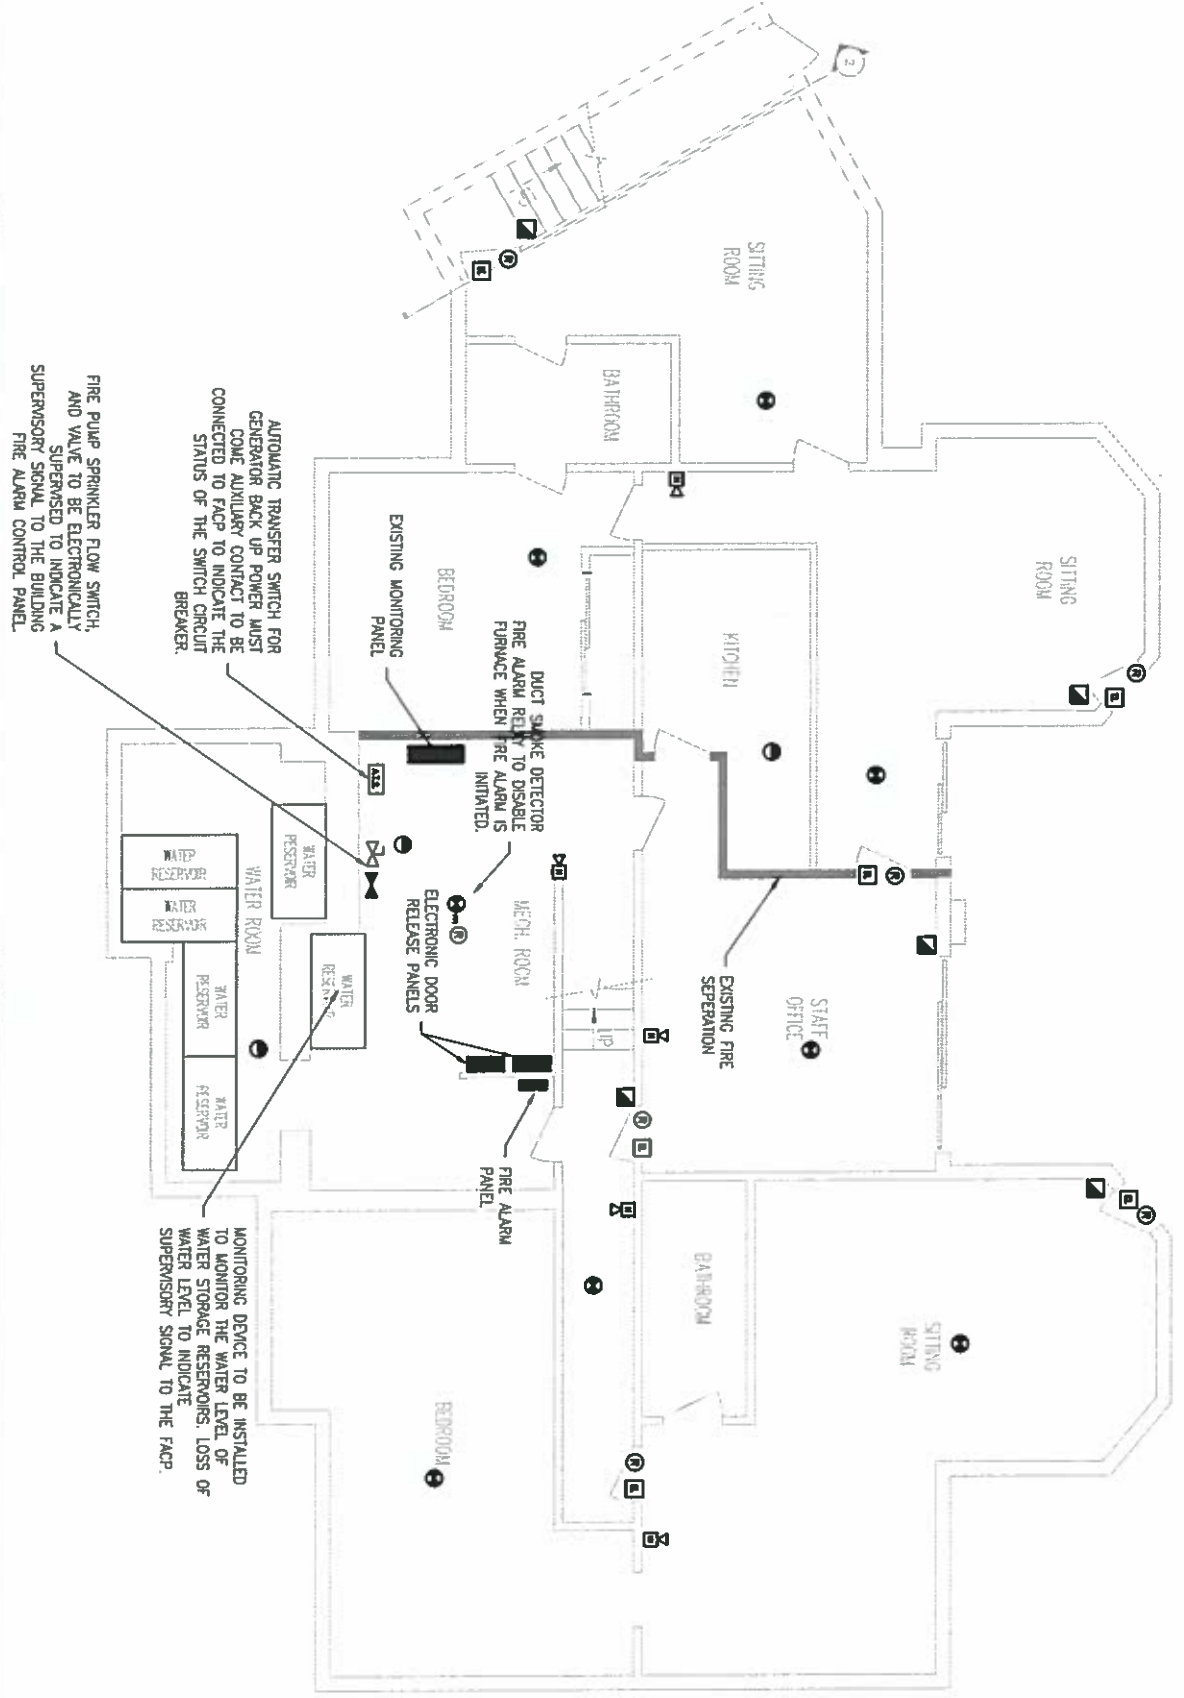 2
UP
SITTING
ROOM
BATHROOM
SITTING
ROOM
BEDROOM
KITCHEN
EXISTING MONITORING
PANEL
DUCT SMOKE DETECTOR
FIRE ALARM RELAY TO DISABLE
FURNACE WHEN FIRE ALARM IS
INITIATED.
AUTOMATIC TRANSFER SWITCH FOR
GENERATOR BACK UP POWER MUST
COME AUXILIARY CONTACT TO BE
CONNECTED TO FACP TO INDICATE THE
STATUS OF THE SWITCH CIRCUIT
BREAKER.
FIRE PUMP SPRINKLER FLOW SWITCH,
AND VALVE TO BE ELECTRONICALLY
SUPERVISED TO INDICATE A
SUPERVISORY SIGNAL TO THE BUILDING
FIRE ALARM CONTROL PANEL.
WATER
RESERVOIR
WATER
RESERVOIR
WATER
RESERVOIR
WATER ROOM
WATER
RESERVOIR
WATER
RESERVOIR
WATER
MECH. ROOM
ELECTRONIC DOOR
RELEASE PANELS
EXISTING FIRE
SEPERATION
STAFF
OFFICE
UP
FIRE ALARM
PANEL
BATHROOM
SITTING
ROOM
BEDROOM
MONITORING DEVICE TO BE INSTALLED
TO MONITOR THE WATER LEVEL OF
WATER STORAGE RESERVOIRS. LOSS OF
WATER LEVEL TO INDICATE
SUPERVISORY SIGNAL TO THE FACP.
R
R
R
R
R
R
R